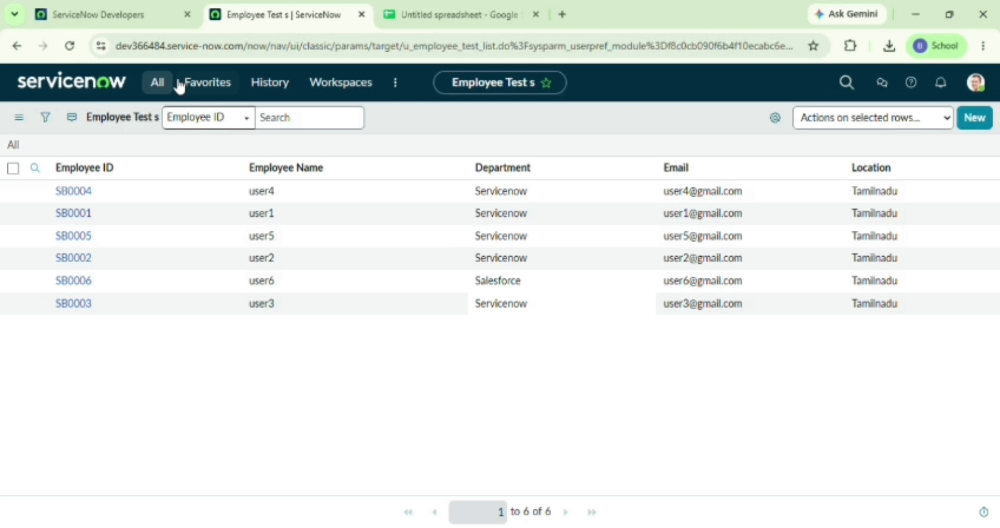 ServiceNow Developers
Employee Test s | ServiceNow
Untitled spreadsheet - Google
Ask Gemini
dev366484.service-now.com/now/nav/ui/classic/params/target/u_employee_test_list.do%3Fsysparm_userpref_module%3Df8c0cb090f6b4f10ecabc6e...
B School
servicenow All Favorites History Workspaces Employee Test s
Employee Test s Employee ID Search Actions on selected rows... New
All
Employee ID Employee Name Department Email Location
SB0004 user4 Servicenow user4@gmail.com Tamilnadu
SB0001 user1 Servicenow user1@gmail.com Tamilnadu
SB0005 user5 Servicenow user5@gmail.com Tamilnadu
SB0002 user2 Servicenow user2@gmail.com Tamilnadu
SB0006 user6 Salesforce user6@gmail.com Tamilnadu
SB0003 user3 Servicenow user3@gmail.com Tamilnadu
1 to 6 of 6